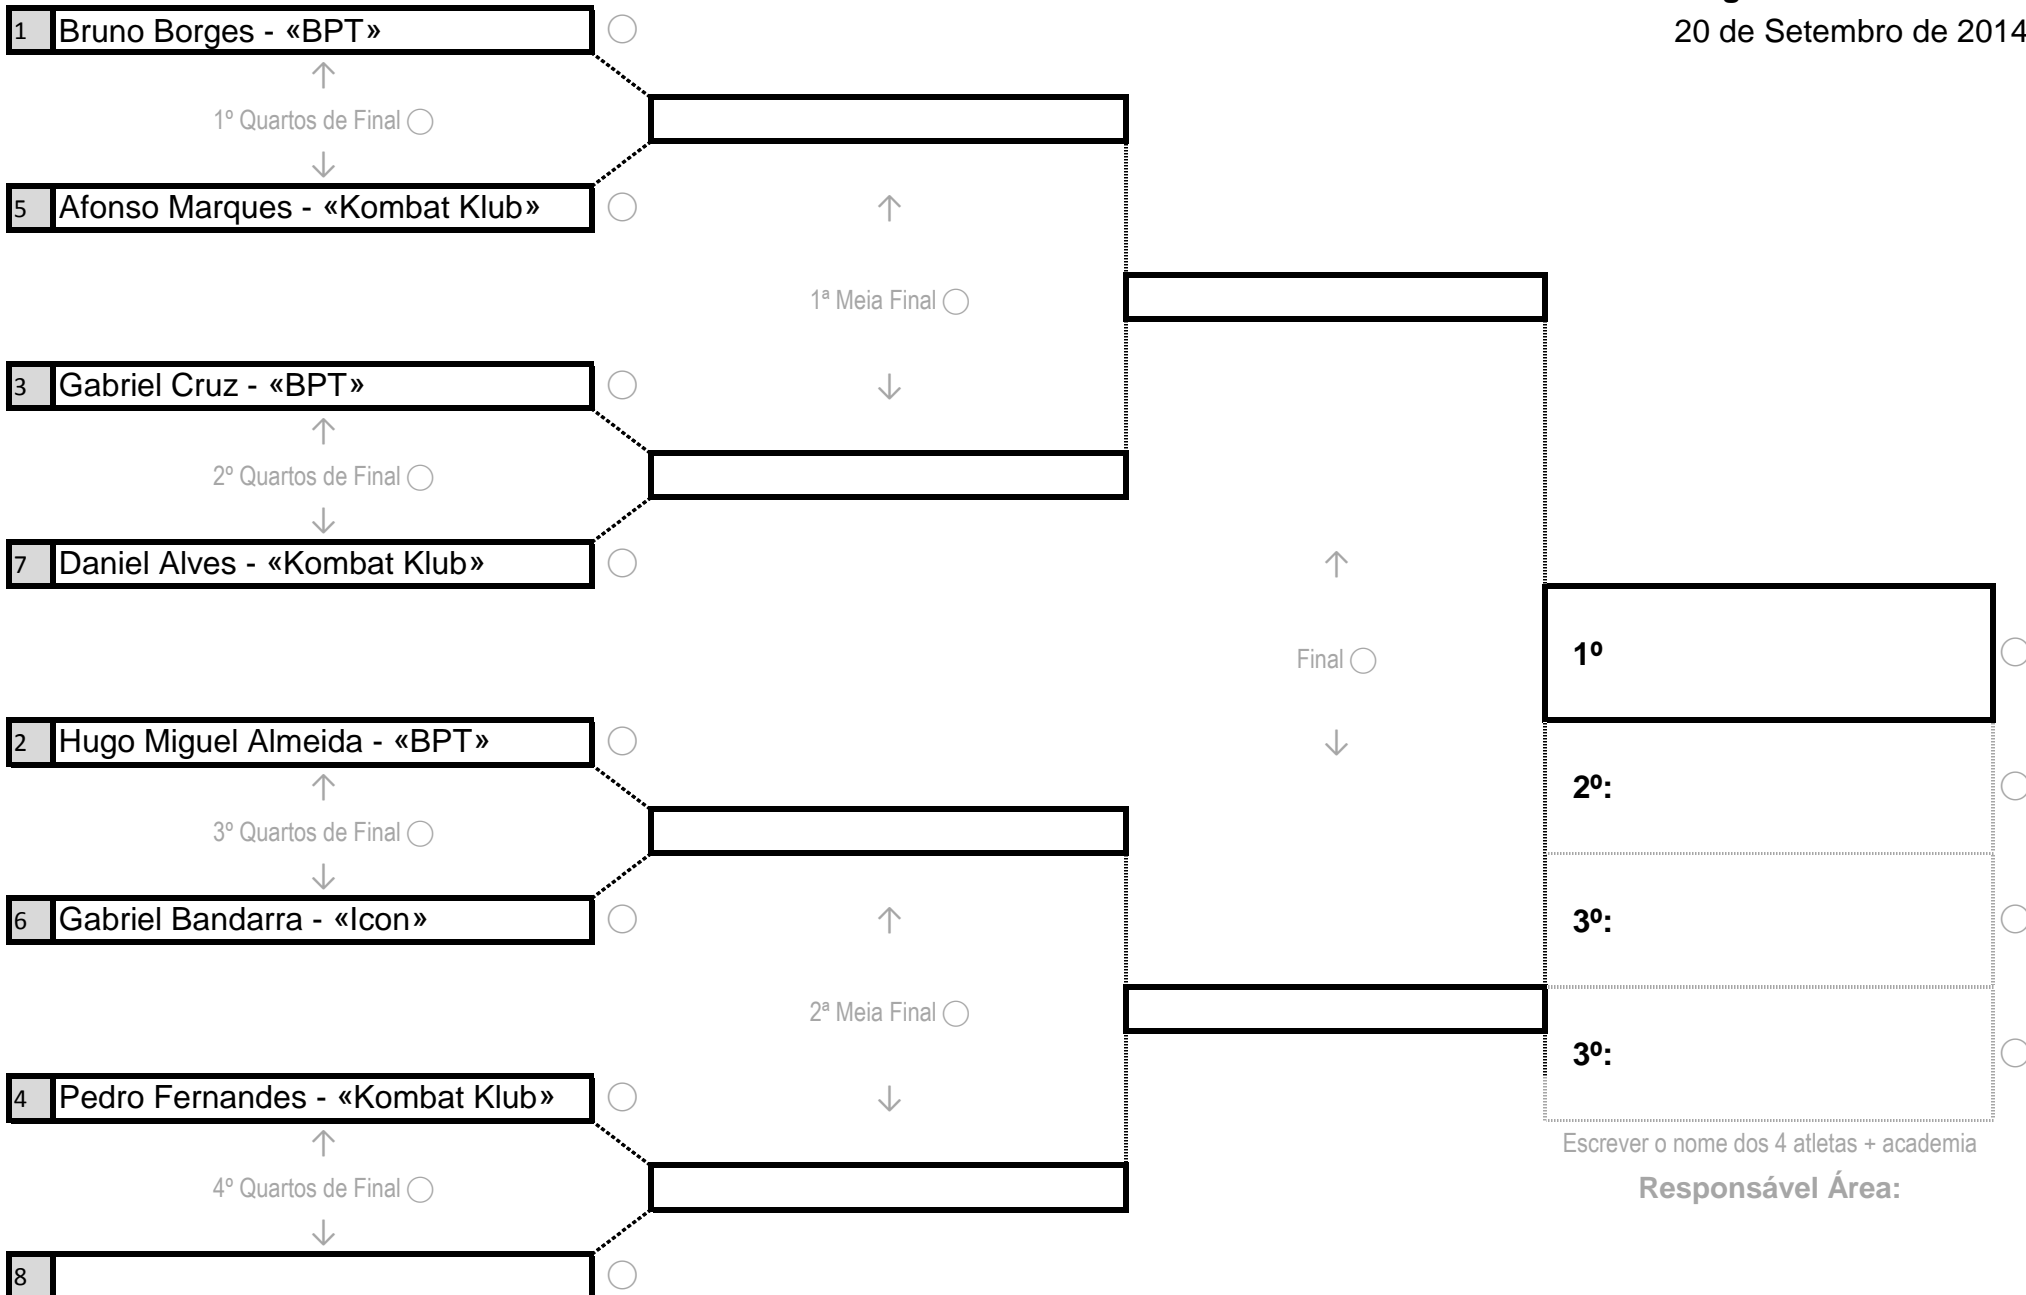 20 de Setembro de 2014
1 Bruno Borges - «BPT»
1º Quartos de Final
5 Afonso Marques - «Kombat Klub»
1ª Meia Final
3 Gabriel Cruz - «BPT»
2º Quartos de Final
7 Daniel Alves - «Kombat Klub»
Final
1º
2 Hugo Miguel Almeida - «BPT»
2º:
3º Quartos de Final
6 Gabriel Bandarra - «Icon»
3º:
2ª Meia Final
3º:
4 Pedro Fernandes - «Kombat Klub»
Escrever o nome dos 4 atletas + academia
4º Quartos de Final
Responsável Área:
8